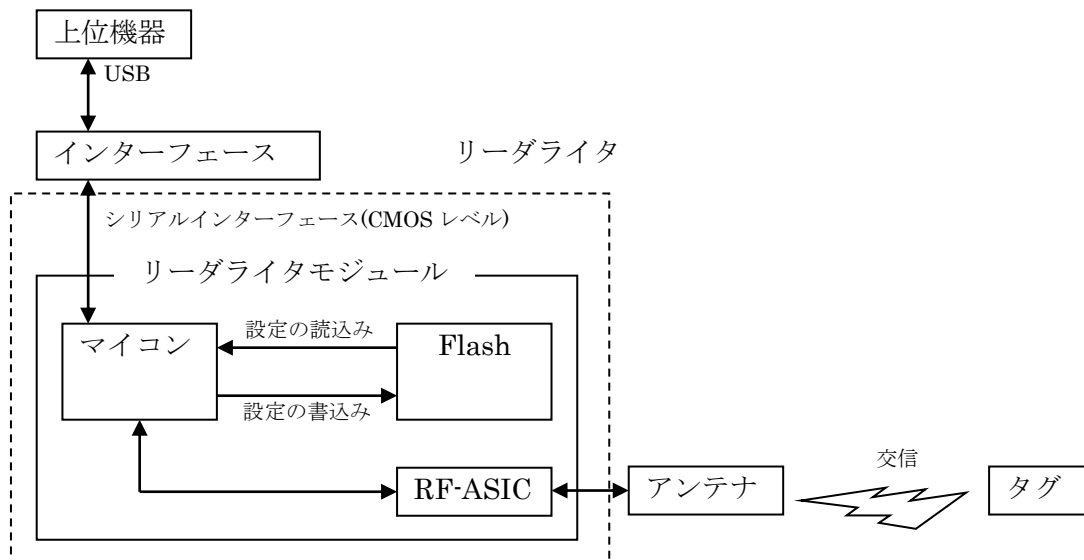 上位機器
USB
インターフェース
リーダライタ
シリアルインターフェース(CMOS レベル)
リーダライタモジュール
マイコン
設定の読込み
Flash
設定の書込み
RF-ASIC
アンテナ
交信
タグ